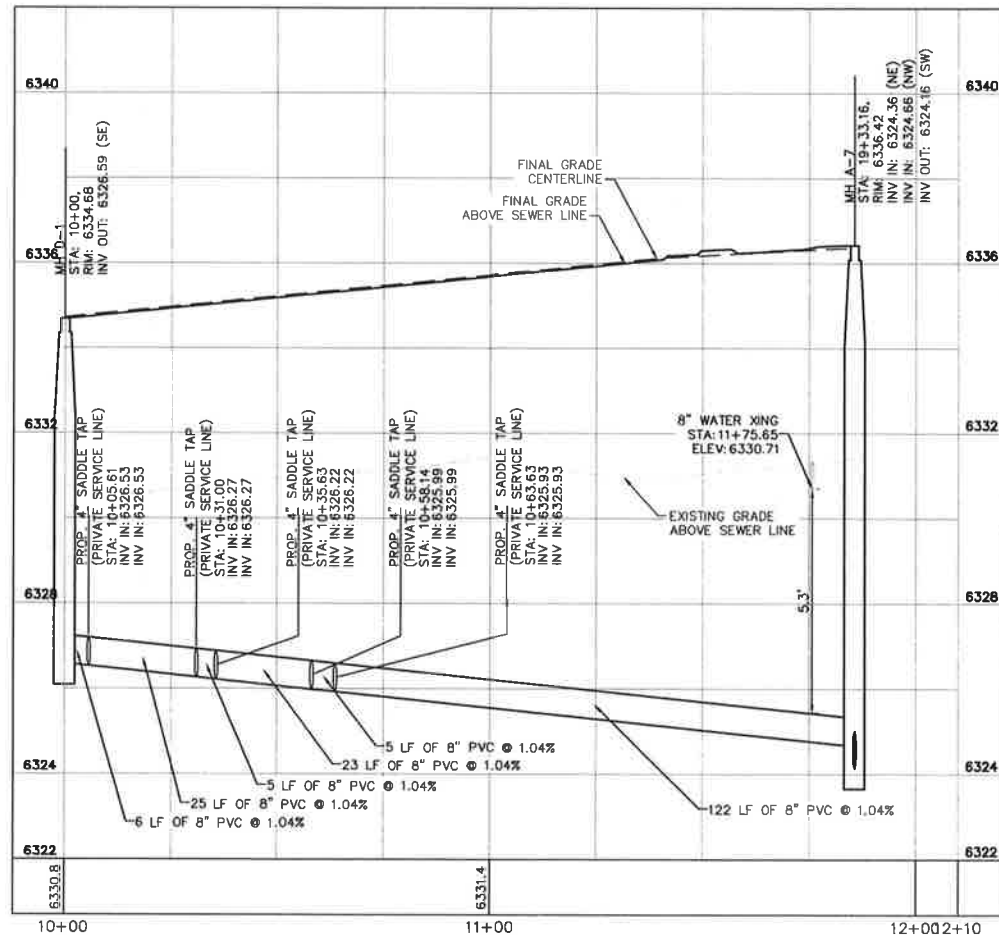 6340
6336
6332
6328
6324
6322
MH D-1
STA: 10+00,
RIM: 6334.68
INV OUT: 6326.59 (SE)
FINAL GRADE
CENTERLINE
FINAL GRADE
ABOVE SEWER LINE
MH A-7
STA: 19+33.16,
RIM: 6336.42
INV IN: 6324.36 (NE)
INV IN: 6324.66 (NW)
INV OUT: 6324.16 (SW)
6340
6336
6332
6328
6324
6322
PROP. 4" SADDLE TAP
(PRIVATE SERVICE LINE)
STA: 10+05.61
INV IN: 6326.53
INV IN: 6326.53
PROP. 4" SADDLE TAP
(PRIVATE SERVICE LINE)
STA: 10+31.00
INV IN: 6326.27
INV IN: 6326.27
PROP. 4" SADDLE TAP
(PRIVATE SERVICE LINE)
STA: 10+35.63
INV IN: 6326.22
INV IN: 6326.22
PROP. 4" SADDLE TAP
(PRIVATE SERVICE LINE)
STA: 10+58.14
INV IN: 6325.99
INV IN: 6325.99
PROP. 4" SADDLE TAP
(PRIVATE SERVICE LINE)
STA: 10+63.63
INV IN: 6325.93
INV IN: 6325.93
8" WATER XING
STA: 11+75.65
ELEV: 6330.71
EXISTING GRADE
ABOVE SEWER LINE
5.3'
5 LF OF 8" PVC @ 1.04%
23 LF OF 8" PVC @ 1.04%
5 LF OF 8" PVC @ 1.04%
25 LF OF 8" PVC @ 1.04%
6 LF OF 8" PVC @ 1.04%
122 LF OF 8" PVC @ 1.04%
6330.8
6331.4
10+00
11+00
12+00
12+10